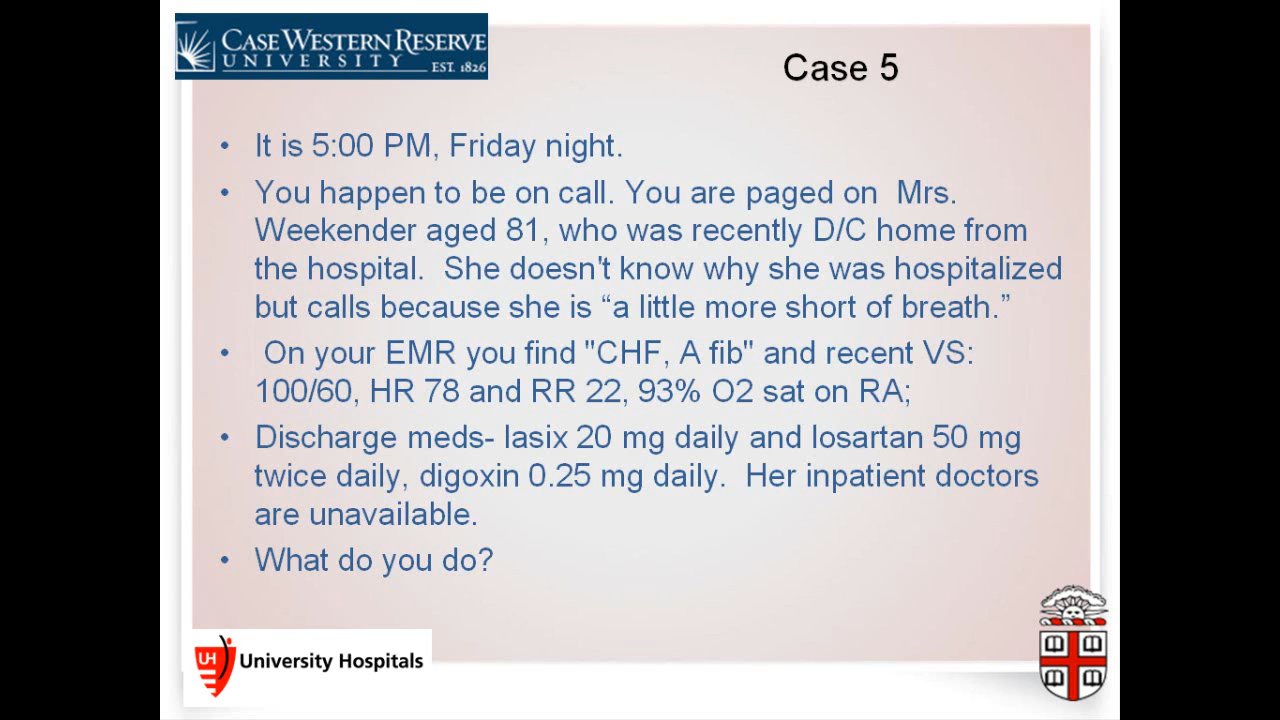 CASE WESTERN RESERVE
UNIVERSITY
EST. 1826
Case 5
• It is 5:00 PM, Friday night.
• You happen to be on call. You are paged on Mrs.
Weekender aged 81, who was recently D/C home from
the hospital. She doesn't know why she was hospitalized
but calls because she is “a little more short of breath.”
• On your EMR you find "CHF, A fib" and recent VS:
100/60, HR 78 and RR 22, 93% O2 sat on RA;
• Discharge meds- lasix 20 mg daily and losartan 50 mg
twice daily, digoxin 0.25 mg daily. Her inpatient doctors
are unavailable.
• What do you do?
UH University Hospitals